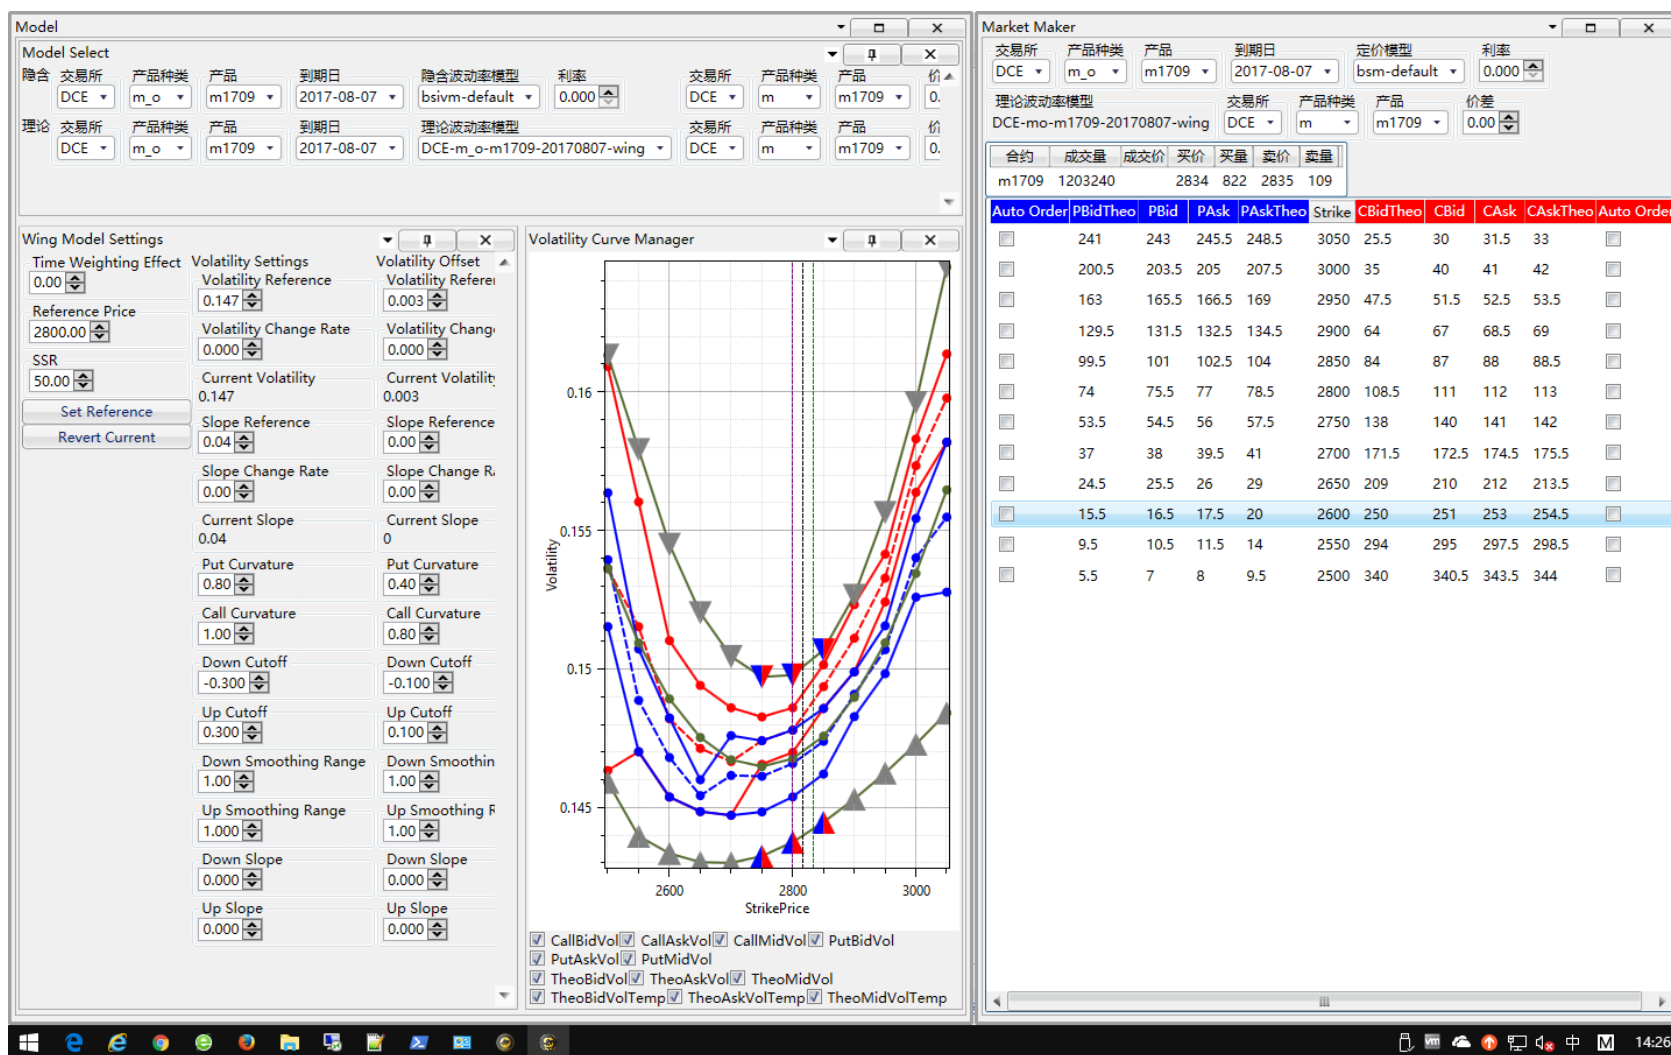 Model
Model Select
隐含 交易所 产品种类 产品 到期日 隐含波动率模型 利率 交易所 产品种类 产品
DCE m_o m1709 2017-08-07 bsivm-default 0.000 DCE m m1709 0.
理论 交易所 产品种类 产品 到期日 理论波动率模型 交易所 产品种类 产品
DCE m_o m1709 2017-08-07 DCE-m_o-m1709-20170807-wing DCE m m1709 0.
Wing Model Settings
Time Weighting Effect
0.00
Reference Price
2800.00
SSR
50.00
Set Reference
Revert Current
Volatility Settings
Volatility Reference
0.147
Volatility Change Rate
0.000
Current Volatility
0.147
Slope Reference
0.04
Slope Change Rate
0.00
Current Slope
0.04
Put Curvature
0.80
Call Curvature
1.00
Down Cutoff
-0.300
Up Cutoff
0.300
Down Smoothing Range
1.00
Up Smoothing Range
1.000
Down Slope
0.000
Up Slope
0.000
Volatility Offset
Volatility Refere
0.003
Volatility Chang
0.000
Current Volatilit
0.003
Slope Reference
0.00
Slope Change R
0.00
Current Slope
0
Put Curvature
0.40
Call Curvature
0.80
Down Cutoff
-0.100
Up Cutoff
0.100
Down Smoothin
1.00
Up Smoothing R
1.00
Down Slope
0.000
Up Slope
0.000
Volatility Curve Manager
Volatility
0.16
0.155
0.15
0.145
2600 2800 3000
StrikePrice
CallBidVol CallAskVol CallMidVol PutBidVol
PutAskVol PutMidVol
TheoBidVol TheoAskVol TheoMidVol
TheoBidVolTemp TheoAskVolTemp TheoMidVolTemp
Market Maker
交易所 产品种类 产品 到期日 定价模型 利率
DCE m_o m1709 2017-08-07 bsm-default 0.000
理论波动率模型 交易所 产品种类 产品 价差
DCE-mo-m1709-20170807-wing DCE m m1709 0.00
合约 成交量 成交价 买价 买量 卖价 卖量
m1709 1203240 2834 822 2835 109
Auto Order PBidTheo PBid PAsk PAskTheo Strike CBidTheo CBid CAsk CAskTheo Auto Order
241 243 245.5 248.5 3050 25.5 30 31.5 33
200.5 203.5 205 207.5 3000 35 40 41 42
163 165.5 166.5 169 2950 47.5 51.5 52.5 53.5
129.5 131.5 132.5 134.5 2900 64 67 68.5 69
99.5 101 102.5 104 2850 84 87 88 88.5
74 75.5 77 78.5 2800 108.5 111 112 113
53.5 54.5 56 57.5 2750 138 140 141 142
37 38 39.5 41 2700 171.5 172.5 174.5 175.5
24.5 25.5 26 29 2650 209 210 212 213.5
15.5 16.5 17.5 20 2600 250 251 253 254.5
9.5 10.5 11.5 14 2550 294 295 297.5 298.5
5.5 7 8 9.5 2500 340 340.5 343.5 344
vm 中 M 14:26